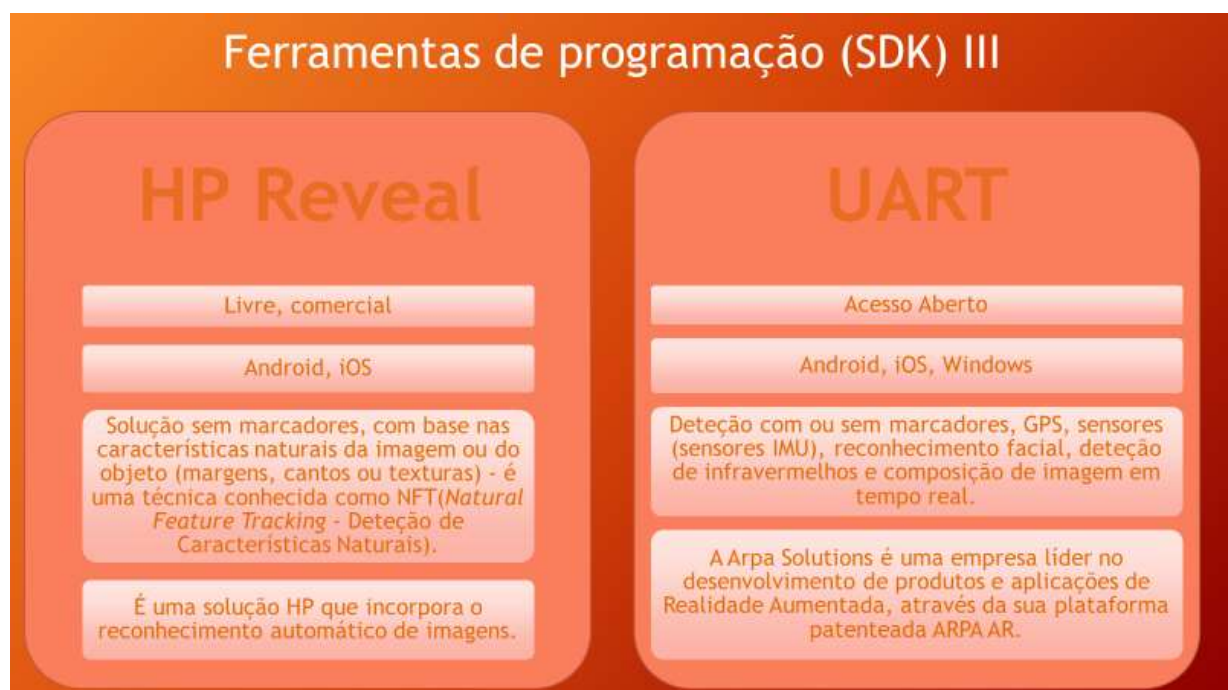 Ferramentas de programação (SDK) III
HP Reveal
Livre, comercial
Android, iOS
Solução sem marcadores, com base nas
características naturais da imagem ou do
objeto (margens, cantos ou texturas) - é
uma técnica conhecida como NFT(Natural
Feature Tracking - Deteção de
Características Naturais).
É uma solução HP que incorpora o
reconhecimento automático de imagens.
UART
Acesso Aberto
Android, iOS, Windows
Deteção com ou sem marcadores, GPS, sensores
(sensores IMU), reconhecimento facial, deteção
de infravermelhos e composição de imagem em
tempo real.
A Arpa Solutions é uma empresa líder no
desenvolvimento de produtos e aplicações de
Realidade Aumentada, através da sua plataforma
patenteada ARPA AR.